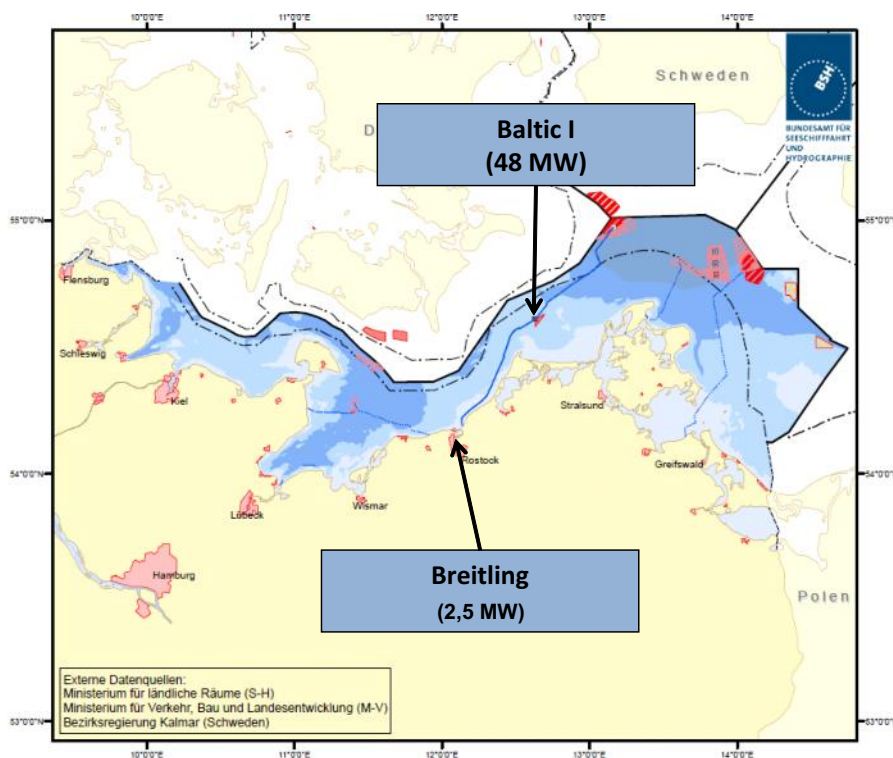 10°0'0"E 11°0'0"E 12°0'0"E 13°0'0"E 14°0'0"E
Schweden
BSH
BUNDESAMT FÜR
SEESCHIFFFAHRT
UND
HYDROGRAPHIE
D
Baltic I
(48 MW)
55°0'0"N 55°0'0"N
Flensburg
Schleswig
Kiel
Stralsund
54°0'0"N 54°0'0"N
Rostock
Greifswald
Wismar
Lübeck
Hamburg
Breitling
(2,5 MW)
Polen
Externe Datenquellen:
Ministerium für ländliche Räume (S-H)
Ministerium für Verkehr, Bau und Landesentwicklung (M-V)
Bezirksregierung Kalmar (Schweden)
53°0'0"N 53°0'0"N
10°0'0"E 11°0'0"E 12°0'0"E 13°0'0"E 14°0'0"E